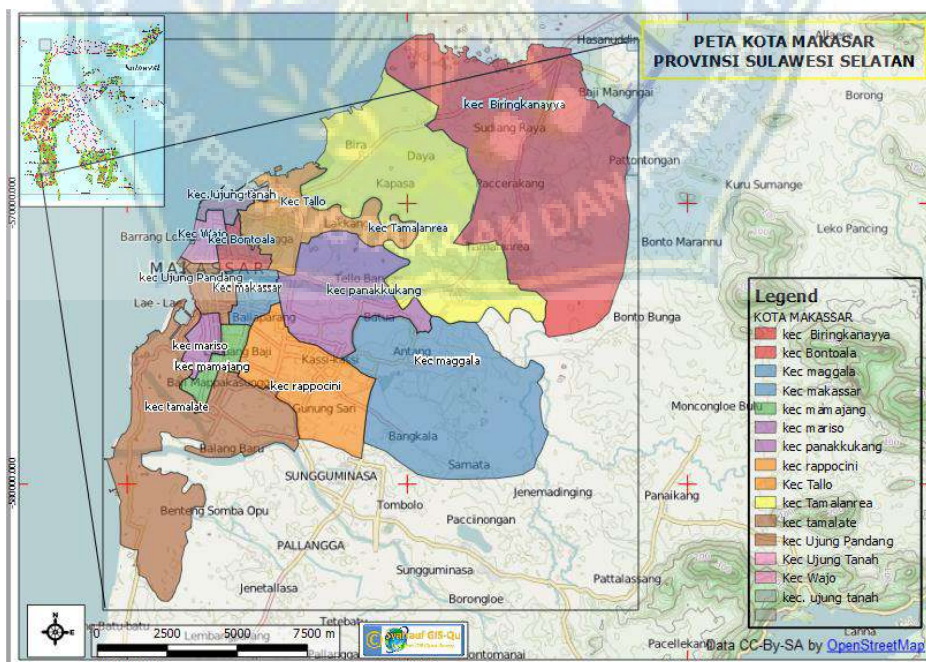 PETA KOTA MAKASAR
PROVINSI SULAWESI SELATAN
Hasanuddin
Baji Mangngai
Borong
kec Biringkanayya
Sudiang Raya
Bira
Daya
Pattontongan
Kapasa
Paccerakang
Kuru Sumange
kec.ujung tanah
Kec Tallo
Leko Pancing
kec Tamalanrea
Kec Wajo
kec Bontoala
Bonto Marannu
MAKASSAR
kec Ujung Pandang
Kec makassar
kec panakkukang
Lae - Lae
Ballaparang
Bonto Bunga
kec mariso
Kassi-Kassi
Antang
Kec maggala
kec mamajang
kec rappocini
kec tamalate
Gunung Sari
Moncongloe Bulu
Bangkala
Balang Baru
Samata
SUNGGUMINASA
Jenemadinging
Panaikang
Tombolo
Benteng Somba Opu
Paccinongan
PALLANGGA
Sungguminasa
Pattalassang
Jenetallasa
Borongloe
Legend
KOTA MAKASSAR
kec Biringkanayya
kec Bontoala
Kec maggala
Kec makassar
kec mamajang
kec mariso
kec panakkukang
kec rappocini
Kec Tallo
kec Tamalanrea
kec tamalate
kec Ujung Pandang
Kec Ujung Tanah
Kec Wajo
kec. ujung tanah
N
E
0 2500 5000 7500 m
Pacellekang
Data CC-By-SA by OpenStreetMap